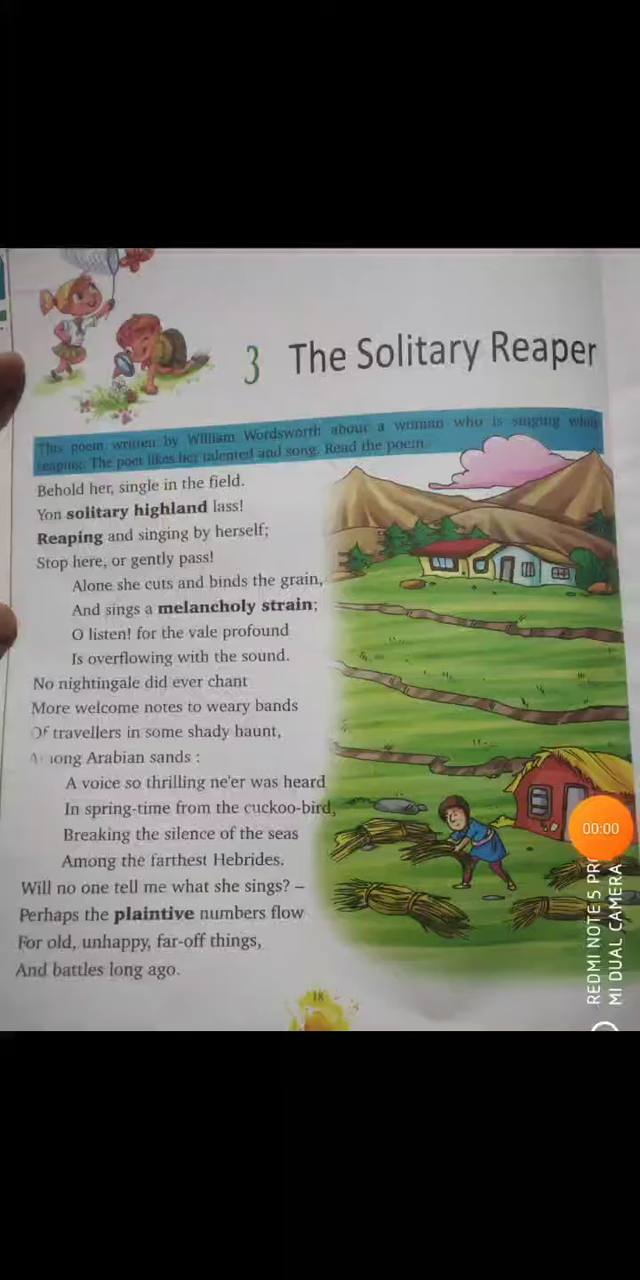 3 The Solitary Reaper
This poem written by William Wordsworth about a woman who is singing
reaping. The poet likes her talented and song. Read the poem.
Behold her, single in the field.
Yon solitary highland lass!
Reaping and singing by herself;
Stop here, or gently pass!
Alone she cuts and binds the grain,
And sings a melancholy strain;
O listen! for the vale profound
Is overflowing with the sound.
No nightingale did ever chant
More welcome notes to weary bands
Of travellers in some shady haunt,
Among Arabian sands :
A voice so thrilling ne'er was heard
In spring-time from the cuckoo-bird,
Breaking the silence of the seas
Among the farthest Hebrides.
Will no one tell me what she sings? –
Perhaps the plaintive numbers flow
For old, unhappy, far-off things,
And battles long ago.
18
00:00
REDMI NOTE 5 PRO
MI DUAL CAMERA